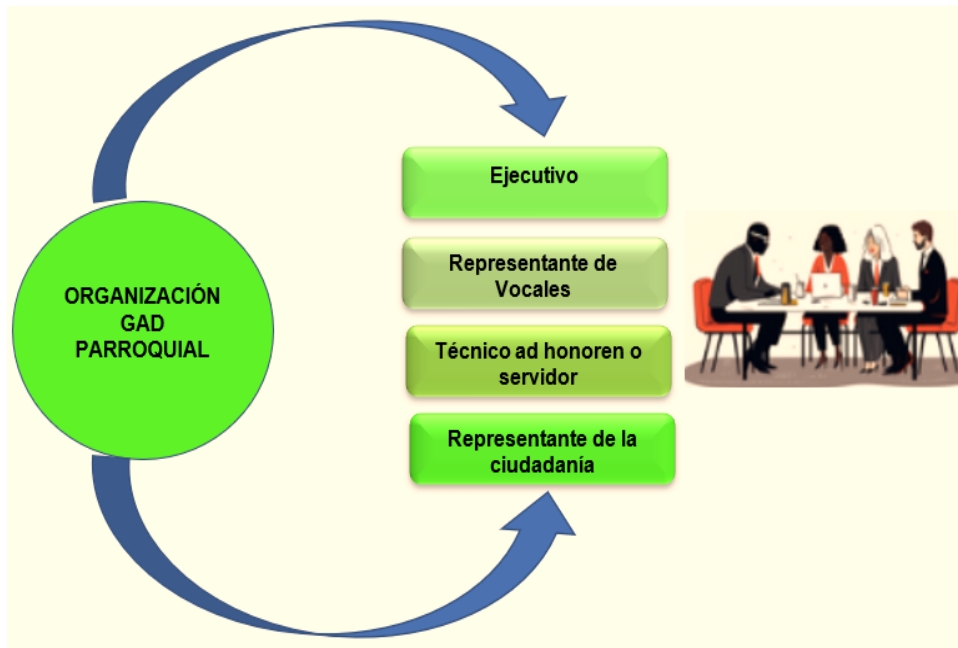 ORGANIZACIÓN
GAD
PARROQUIAL
Ejecutivo
Representante de
Vocales
Técnico ad honoren o
servidor
Representante de la
ciudadanía